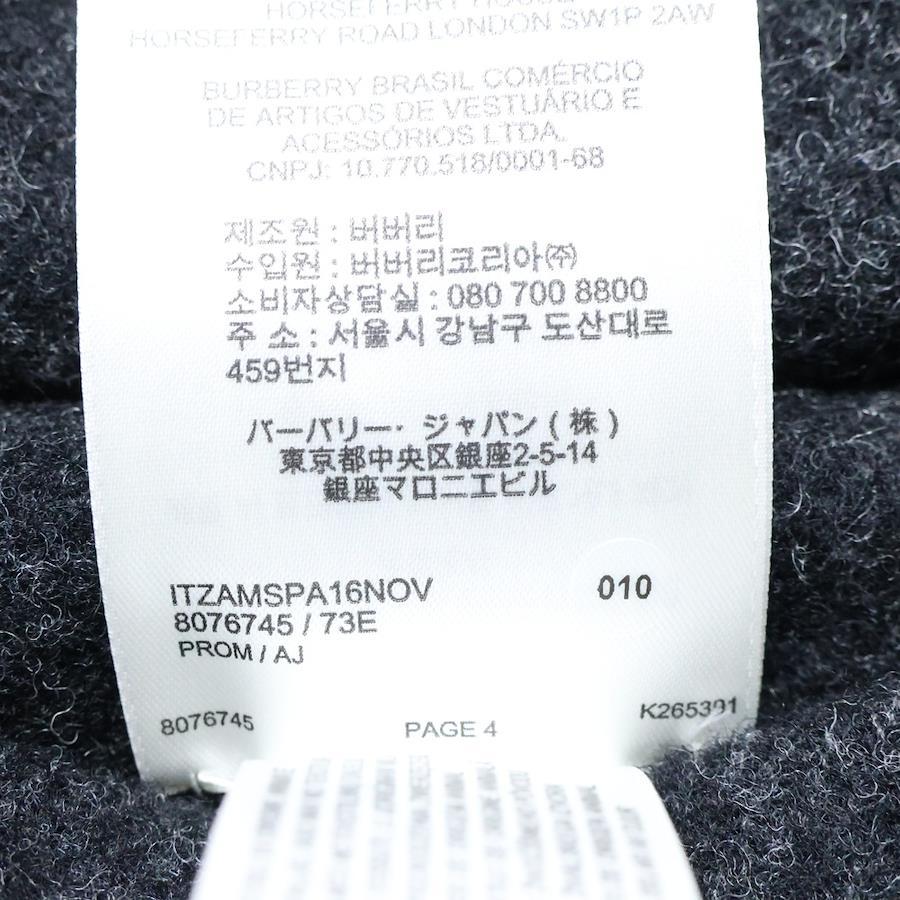 HORSEFERRY HOUSE
HORSEFERRY ROAD LONDON SW1P 2AW
BURBERRY BRASIL COMÉRCIO
DE ARTIGOS DE VESTUÁRIO E
ACESSÓRIOS LTDA.
CNPJ: 10.770.518/0001-68
제조원 : 버버리
수입원 : 버버리코리아㈜
소비자상담실 : 080 700 8800
주 소 : 서울시 강남구 도산대로
459번지
バーバリー・ジャパン ( 株 )
東京都中央区銀座2-5-14
銀座マロニエビル
ITZAMSPA16NOV 010
8076745 / 73E
PROM / AJ
8076745 PAGE 4 K265391